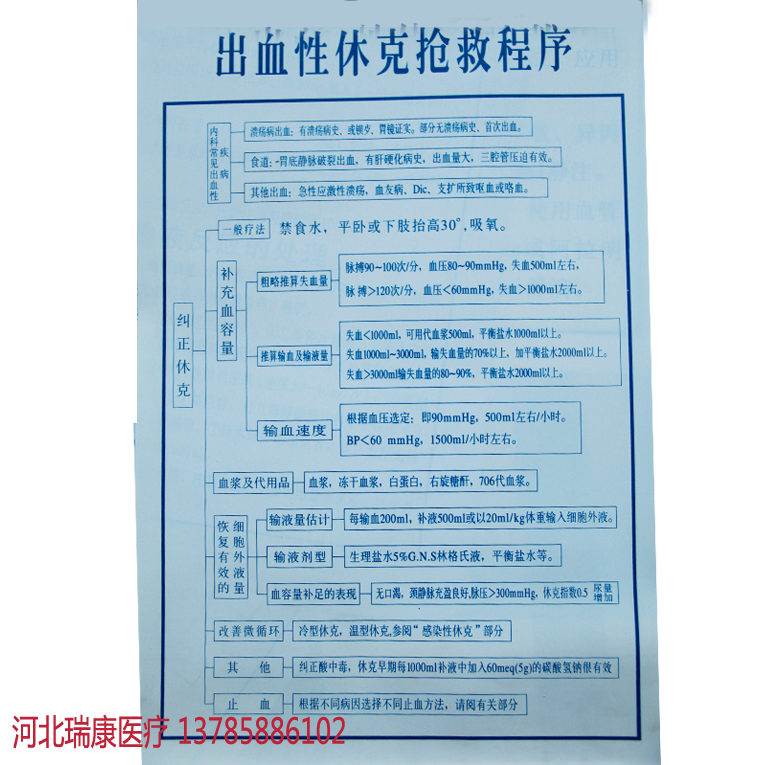 出血性休克抢救程序
内科常见出血性疾病
溃疡病出血：有溃疡病史、或钡歺、胃镜证实。部分无溃疡病史、首次出血。
食道：-胃底静脉破裂出血，有肝硬化病史，出血量大，三腔管压迫有效。
其他出血：急性应激性溃疡，血友病、Dic、支扩所致呕血或咯血。
纠正休克
一般疗法
禁食水，平卧或下肢抬高30°,吸氧。
补充血容量
粗略推算失血量
脉搏90~100次/分，血压80~90mmHg，失血500ml左右，
脉 搏>120次/分，血压<60mmHg，失血>1000ml左右。
推算输血及输液量
失血<1000ml，可用代血浆500ml，平衡盐水1000ml以上。
失血1000ml~3000ml，输失血量的70%以上，加平衡盐水2000ml以上。
失血>3000ml输失血量的80~90%，平衡盐水2000ml以上。
输血速度
根据血压选定：即90mmHg，500ml左右/小时。
BP<60 mmHg，1500ml/小时左右。
血浆及代用品
血浆，冻干血浆，白蛋白，右旋糖酐，706代血浆。
恢复有效的细胞外液量
输液量估计
每输血200ml，补液500ml或以20ml/kg体重输入细胞外液。
输液剂型
生理盐水5%G.N.S林格氏液，平衡盐水等。
血容量补足的表现
无口渴，颈静脉充盈良好,脉压>300mmHg，休克指数0.5 尿量增加
改善微循环
冷型休克，温型休克,参阅“感染性休克”部分
其 他
纠正酸中毒，休克早期每1000ml补液中加入60meq(5g)的碳酸氢钠很有效
止 血
根据不同病因选择不同止血方法，请阅有关部分
河北瑞康医疗 13785886102